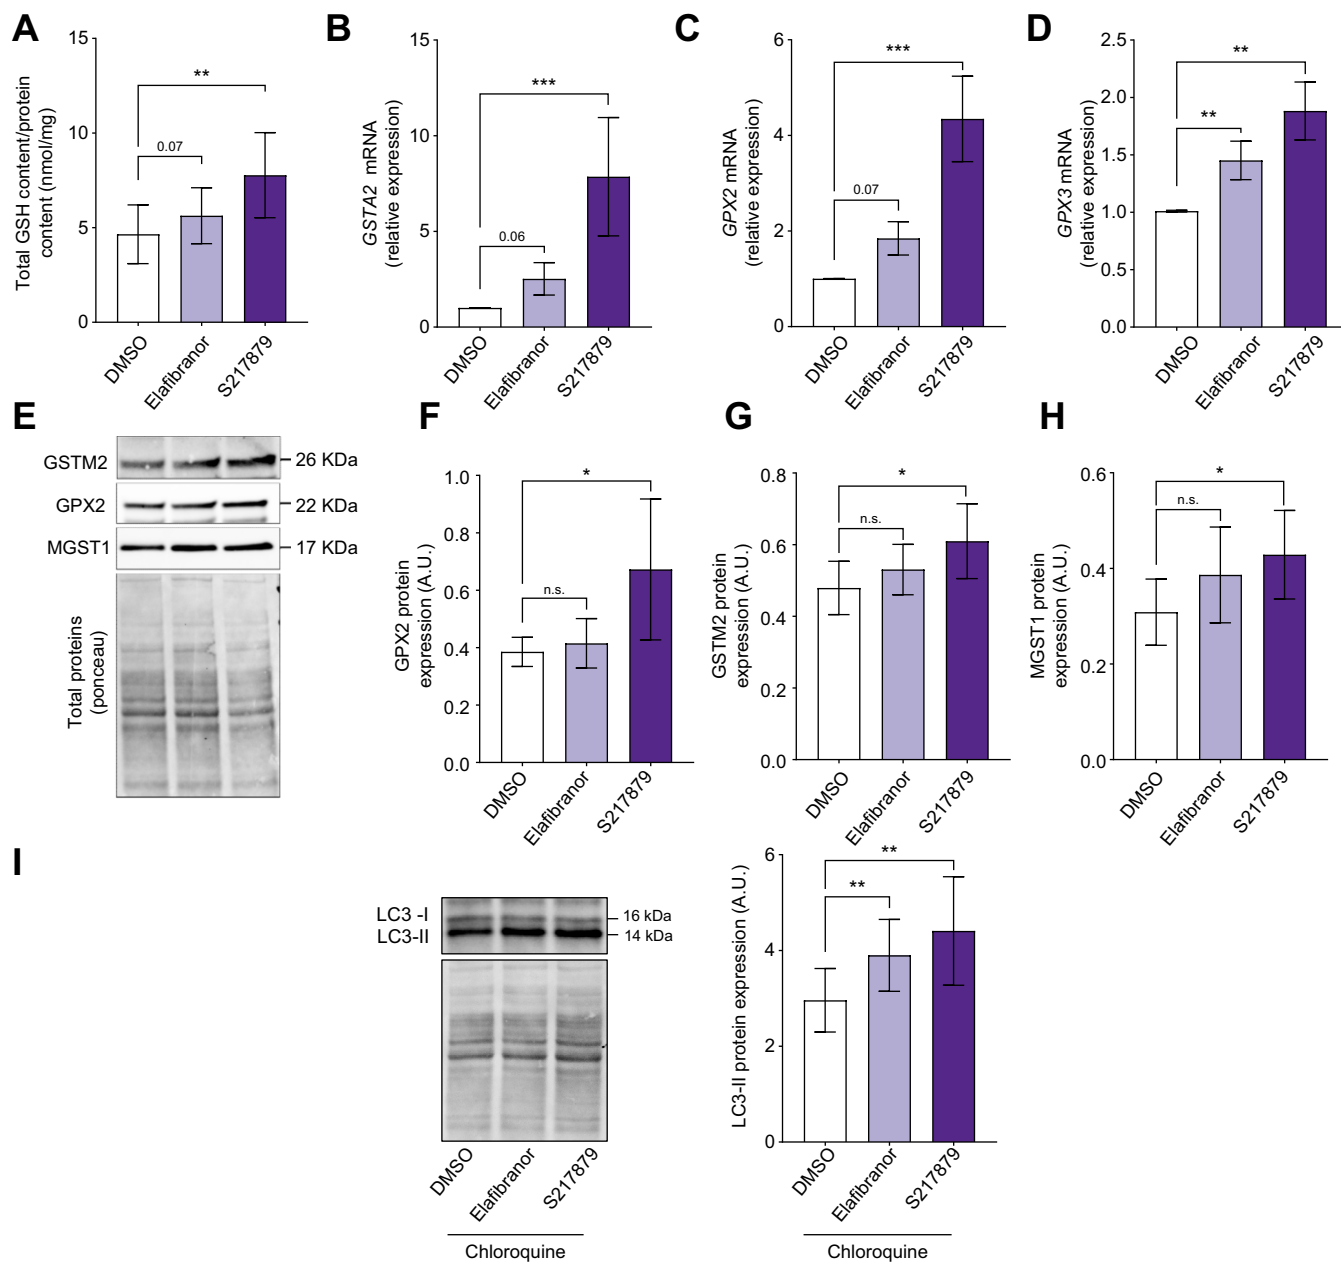 A
15
10
5
0
Total GSH content/protein
content (nmol/mg)
**
0.07
DMSO
Elafibranor
S217879
B
15
10
5
0
GSTA2 mRNA
(relative expression)
***
0.06
DMSO
Elafibranor
S217879
C
6
4
2
0
GPX2 mRNA
(relative expression)
***
0.07
DMSO
Elafibranor
S217879
D
2.5
2.0
1.5
1.0
0.5
0.0
GPX3 mRNA
(relative expression)
**
**
DMSO
Elafibranor
S217879
E
GSTM2
26 KDa
GPX2
22 KDa
MGST1
17 KDa
Total proteins
(ponceau)
F
1.0
0.8
0.6
0.4
0.2
0.0
GPX2 protein
expression (A.U.)
*
n.s.
DMSO
Elafibranor
S217879
G
0.8
0.6
0.4
0.2
0.0
GSTM2 protein
expression (A.U.)
*
n.s.
DMSO
Elafibranor
S217879
H
0.6
0.4
0.2
0.0
MGST1 protein
expression (A.U.)
*
n.s.
DMSO
Elafibranor
S217879
I
LC3 -I
16 kDa
LC3-II
14 kDa
DMSO
Elafibranor
S217879
Chloroquine
6
4
2
0
LC3-II protein expression (A.U.)
**
**
DMSO
Elafibranor
S217879
Chloroquine